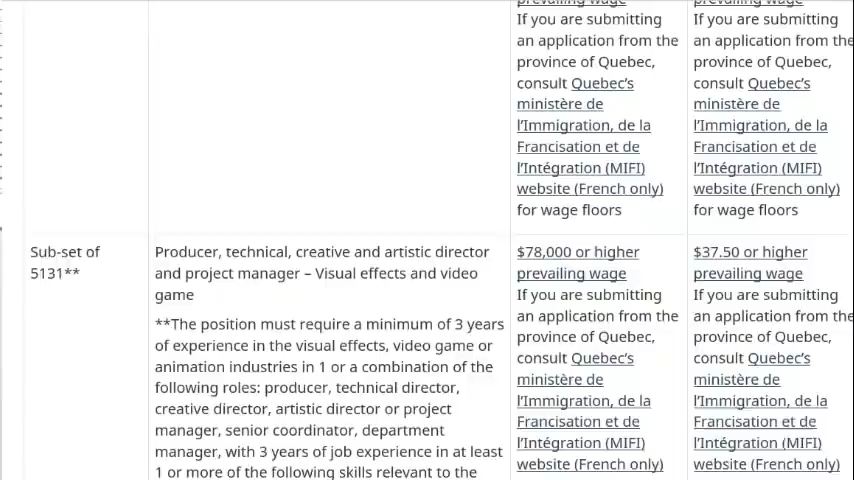 prevailing wage
If you are submitting
an application from the
province of Quebec,
consult Quebec's
ministère de
l'Immigration, de la
Francisation et de
l'Intégration (MIFI)
website (French only)
for wage floors
prevailing wage
If you are submitting
an application from the
province of Quebec,
consult Quebec's
ministère de
l'Immigration, de la
Francisation et de
l'Intégration (MIFI)
website (French only)
for wage floors
Sub-set of
5131**
Producer, technical, creative and artistic director
and project manager – Visual effects and video
game
**The position must require a minimum of 3 years
of experience in the visual effects, video game or
animation industries in 1 or a combination of the
following roles: producer, technical director,
creative director, artistic director or project
manager, senior coordinator, department
manager, with 3 years of job experience in at least
1 or more of the following skills relevant to the
$78,000 or higher
prevailing wage
If you are submitting
an application from the
province of Quebec,
consult Quebec's
ministère de
l'Immigration, de la
Francisation et de
l'Intégration (MIFI)
website (French only)
$37.50 or higher
prevailing wage
If you are submitting
an application from the
province of Quebec,
consult Quebec's
ministère de
l'Immigration, de la
Francisation et de
l'Intégration (MIFI)
website (French only)